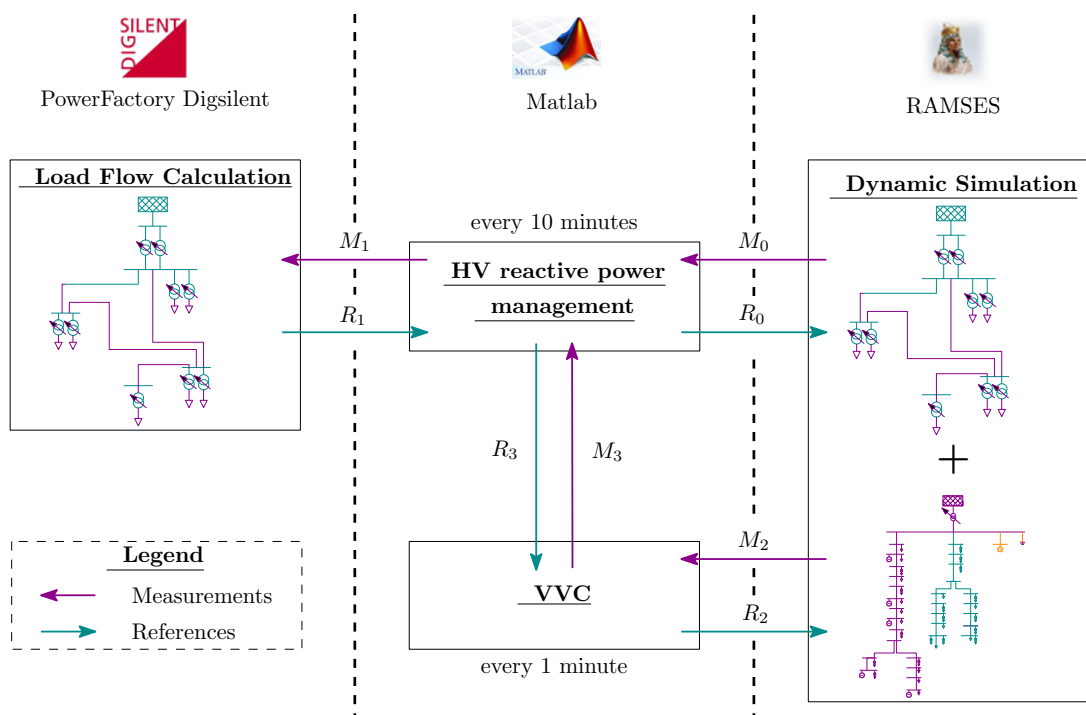 DIG SILENT
PowerFactory Digsilent
MATLAB
Matlab
RAMSES
Load Flow Calculation
every 10 minutes
HV reactive power
management
Dynamic Simulation
M1
R1
M0
R0
R3
M3
VVC
every 1 minute
M2
R2
Legend
Measurements
References